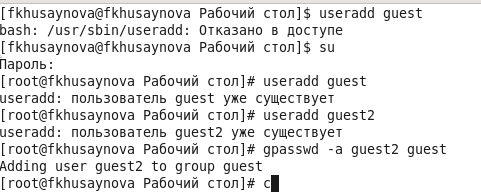 [fkhusaynova@fkhusaynova Рабочий стол]$ useradd guest
bash: /usr/sbin/useradd: Отказано в доступе
[fkhusaynova@fkhusaynova Рабочий стол]$ su
Пароль:
[root@fkhusaynova Рабочий стол]# useradd guest
useradd: пользователь guest уже существует
[root@fkhusaynova Рабочий стол]# useradd guest2
useradd: пользователь guest2 уже существует
[root@fkhusaynova Рабочий стол]# gpasswd -a guest2 guest
Adding user guest2 to group guest
[root@fkhusaynova Рабочий стол]# c